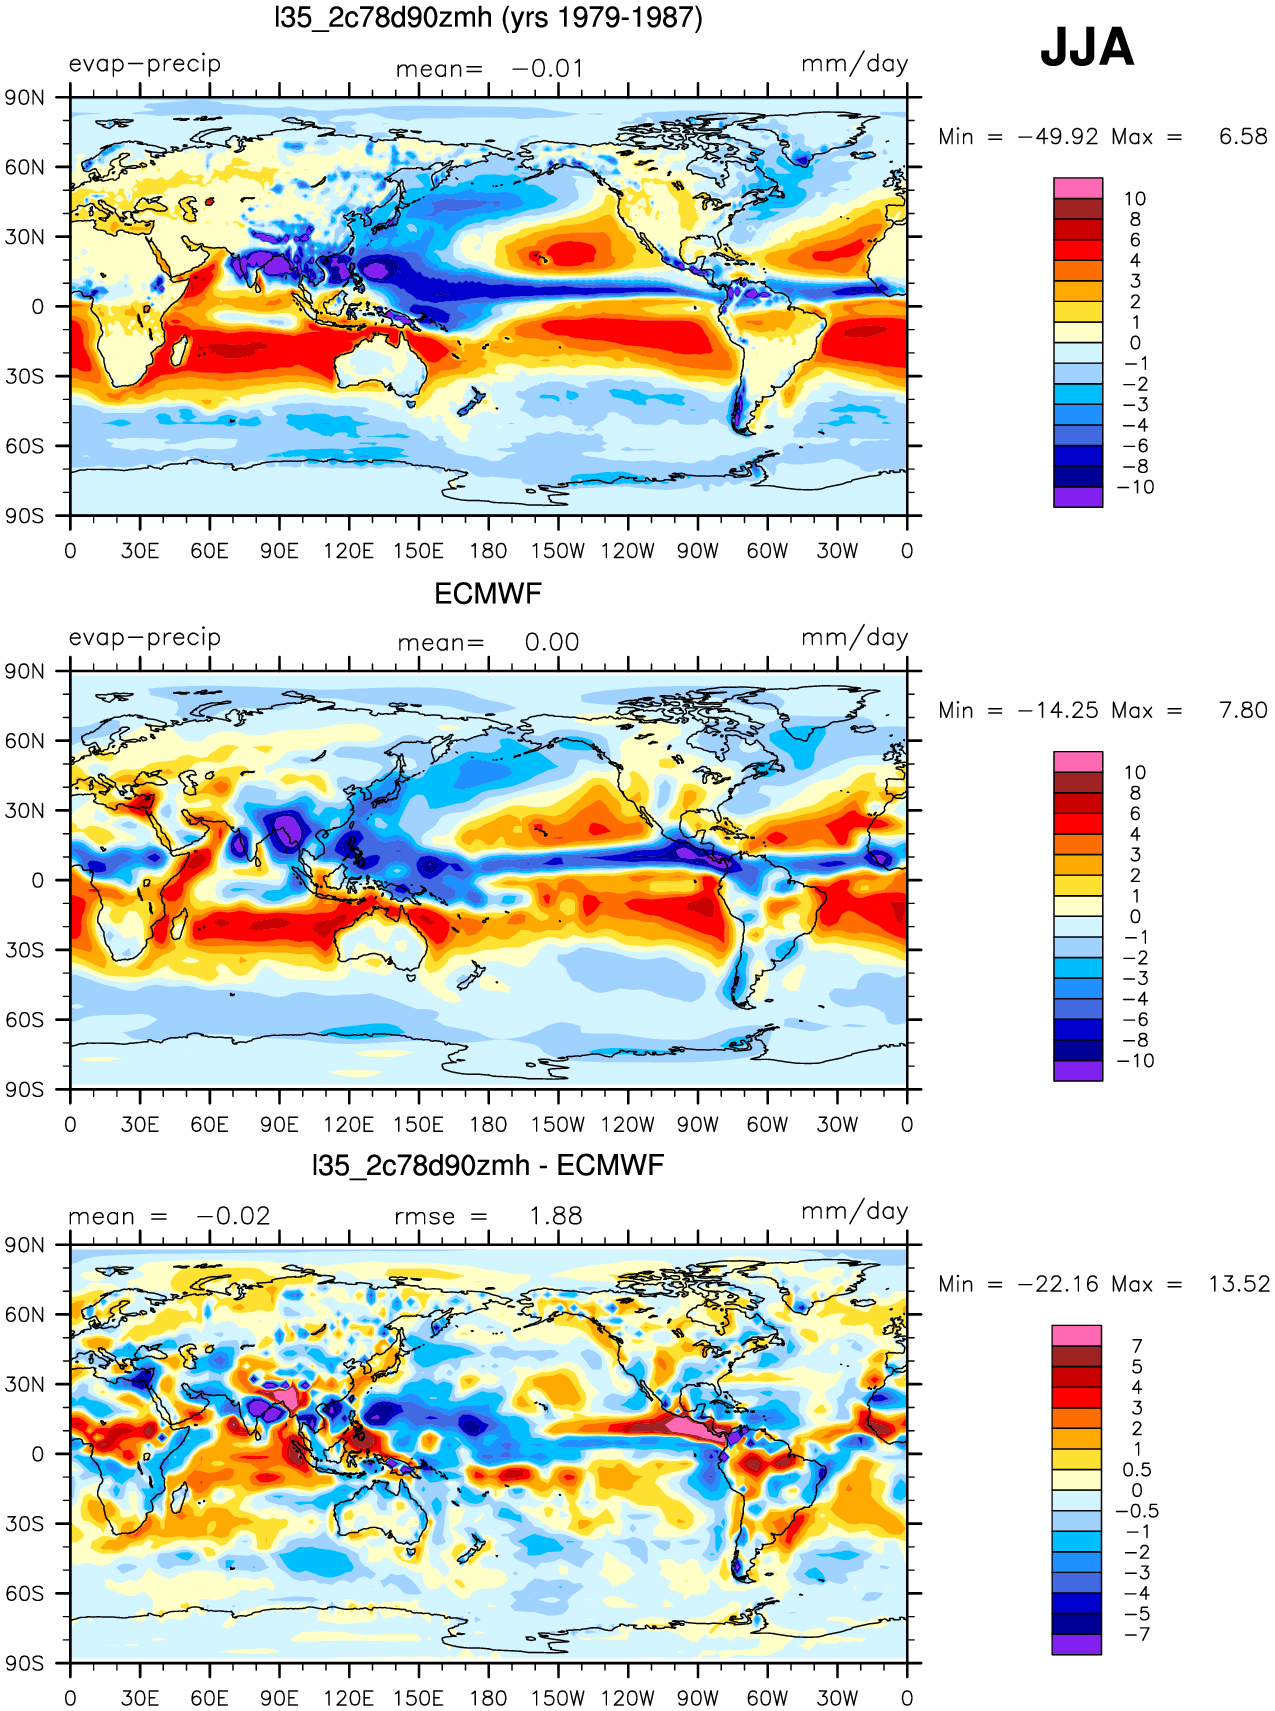 l35_2c78d90zmh (yrs 1979-1987)
JJA
evap-precip mean= -0.01 mm/day
Min = -49.92 Max = 6.58
90N
60N
30N
0
30S
60S
90S
0 30E 60E 90E 120E 150E 180 150W 120W 90W 60W 30W 0
10
8
6
4
3
2
1
0
-1
-2
-3
-4
-6
-8
-10
ECMWF
evap-precip mean= 0.00 mm/day
Min = -14.25 Max = 7.80
90N
60N
30N
0
30S
60S
90S
0 30E 60E 90E 120E 150E 180 150W 120W 90W 60W 30W 0
10
8
6
4
3
2
1
0
-1
-2
-3
-4
-6
-8
-10
l35_2c78d90zmh - ECMWF
mean = -0.02 rmse = 1.88 mm/day
Min = -22.16 Max = 13.52
90N
60N
30N
0
30S
60S
90S
0 30E 60E 90E 120E 150E 180 150W 120W 90W 60W 30W 0
7
5
4
3
2
1
0.5
0
-0.5
-1
-2
-3
-4
-5
-7